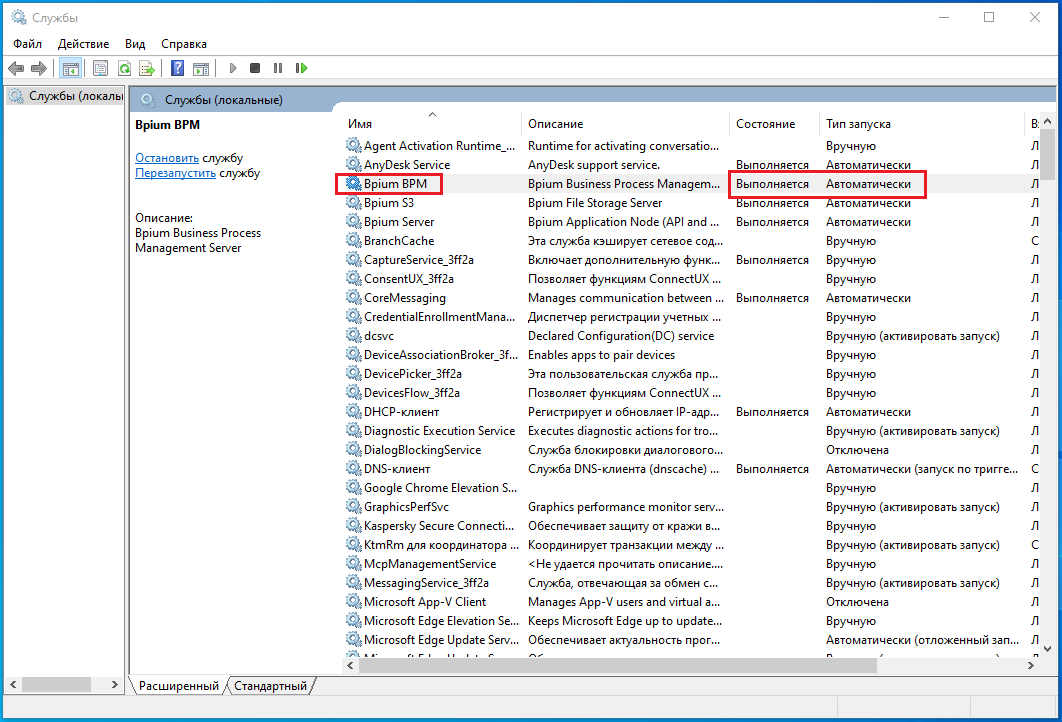 Службы
Файл Действие Вид Справка
Службы (локаль
Службы (локальные)
Bpium BPM
Остановить службу
Перезапустить службу
Описание:
Bpium Business Process
Management Server
Имя Описание Состояние Тип запуска В:
Agent Activation Runtime_... Runtime for activating conversatio... Вручную Л
AnyDesk Service AnyDesk support service. Выполняется Автоматически Л
Bpium BPM Bpium Business Process Managem... Выполняется Автоматически Л
Bpium S3 Bpium File Storage Server Выполняется Автоматически Л
Bpium Server Bpium Application Node (API and ... Выполняется Автоматически Л
BranchCache Эта служба кэширует сетевое сод... Вручную С
CaptureService_3ff2a Включает дополнительную функ... Выполняется Вручную Л
ConsentUX_3ff2a Позволяет функциям ConnectUX ... Вручную Л
CoreMessaging Manages communication between ... Выполняется Автоматически Л
CredentialEnrollmentMana... Диспетчер регистрации учетных ... Вручную Л
dcsvc Declared Configuration(DC) service Вручную (активировать запуск) Л
DeviceAssociationBroker_3f... Enables apps to pair devices Вручную Л
DevicePicker_3ff2a Эта пользовательская служба пр... Вручную Л
DevicesFlow_3ff2a Позволяет функциям ConnectUX ... Вручную Л
DHCP-клиент Регистрирует и обновляет IP-адр... Выполняется Автоматически Л
Diagnostic Execution Service Executes diagnostic actions for tro... Вручную (активировать запуск) Л
DialogBlockingService Служба блокировки диалогового... Отключена Л
DNS-клиент Служба DNS-клиента (dnscache) ... Выполняется Автоматически (запуск по тригге... С
Google Chrome Elevation S... Вручную Л
GraphicsPerfSvc Graphics performance monitor serv... Вручную (активировать запуск) Л
Kaspersky Secure Connecti... Обеспечивает защиту от кражи в... Вручную Л
KtmRm для координатора ... Координирует транзакции между ... Вручную (активировать запуск) С
McpManagementService <Не удается прочитать описание.... Вручную Л
MessagingService_3ff2a Служба, отвечающая за обмен с... Вручную (активировать запуск) Л
Microsoft App-V Client Manages App-V users and virtual a... Отключена Л
Microsoft Edge Elevation Se... Keeps Microsoft Edge up to update... Вручную Л
Microsoft Edge Update Serv... Обеспечивает актуальность прог... Автоматически (отложенный зап... Л
Расширенный Стандартный